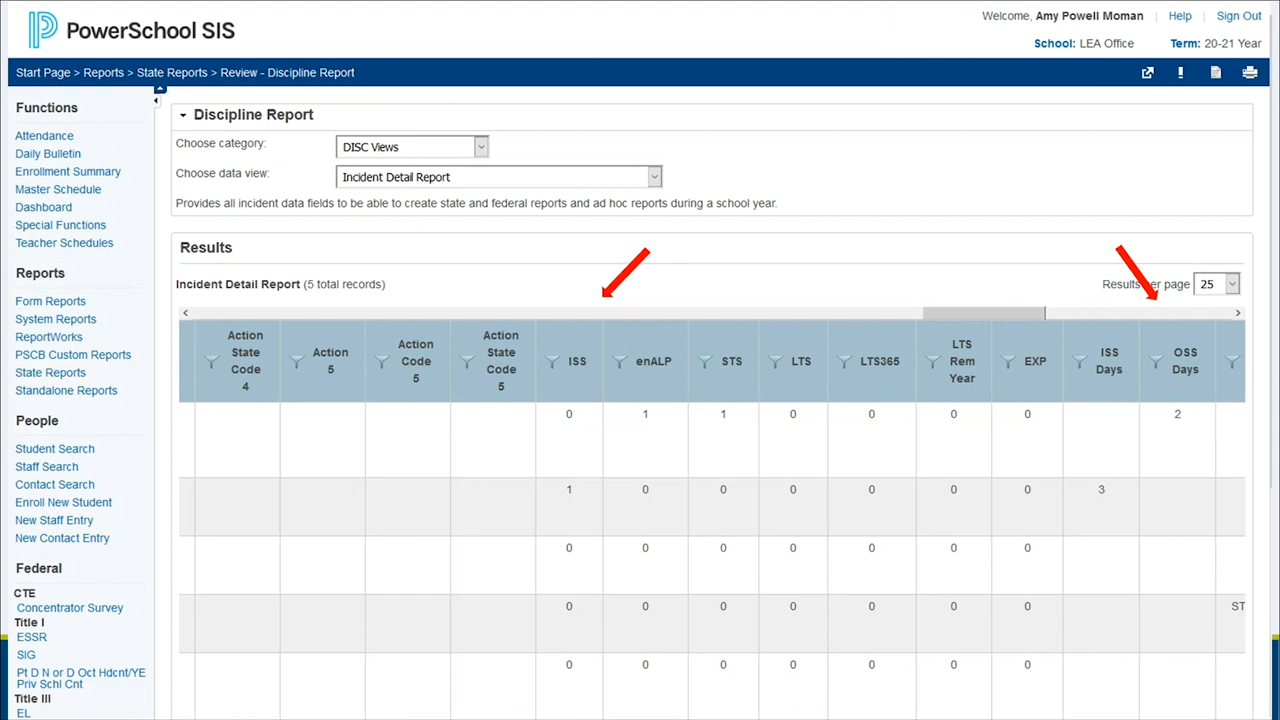 PowerSchool SIS
Welcome, Amy Powell Moman
Help
Sign Out
School: LEA Office
Term: 20-21 Year
Start Page > Reports > State Reports > Review - Discipline Report
Functions
Attendance
Daily Bulletin
Enrollment Summary
Master Schedule
Dashboard
Special Functions
Teacher Schedules
Reports
Form Reports
System Reports
ReportWorks
PSCB Custom Reports
State Reports
Standalone Reports
People
Student Search
Staff Search
Contact Search
Enroll New Student
New Staff Entry
New Contact Entry
Federal
CTE
Concentrator Survey
Title I
ESSR
SIG
Pt D N or D Oct Hdcnt/YE
Priv Schl Cnt
Title III
EL
Discipline Report
Choose category:
DISC Views
Choose data view:
Incident Detail Report
Provides all incident data fields to be able to create state and federal reports and ad hoc reports during a school year.
Results
Incident Detail Report (5 total records)
Results per page 25
Action State Code 4 Action 5 Action Code 5 Action State Code 5 ISS enALP STS LTS LTS365 LTS Rem Year EXP ISS Days OSS Days
0 1 1 0 0 0 0 2
1 0 0 0 0 0 0 3
0 0 0 0 0 0 0
0 0 0 0 0 0 0 ST
0 0 0 0 0 0 0